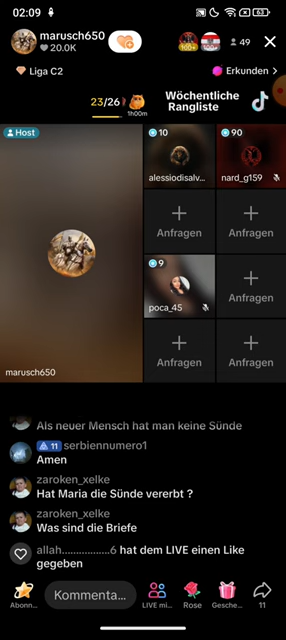 02:09
63
marusch650
20.0K
100+
100+
49
Liga C2
Erkunden
23/26
1h00m
Wöchentliche
Rangliste
Host
10
90
alessiodisalv...
nard_g159
Anfragen
Anfragen
9
poca_45
Anfragen
Anfragen
Anfragen
marusch650
Als neuer Mensch hat man keine Sünde
11 serbiennumero1
Amen
zaroken_xelke
Hat Maria die Sünde vererbt ?
zaroken_xelke
Was sind die Briefe
allah..............6 hat dem LIVE einen Like
gegeben
Abonn...
Kommenta...
LIVE mi...
Rose
Gesche...
11